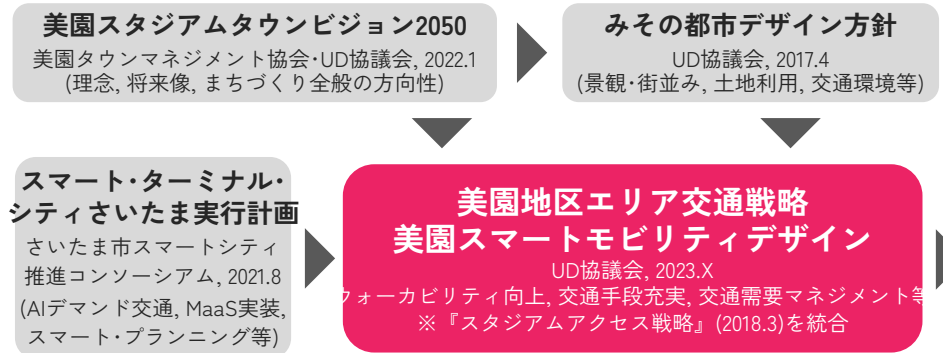 美園スタジアムタウンビジョン2050
美園タウンマネジメント協会･UD協議会, 2022.1
(理念, 将来像, まちづくり全般の方向性)
みその都市デザイン方針
UD協議会, 2017.4
(景観･街並み, 土地利用, 交通環境等)
スマート･ターミナル･
シティさいたま実行計画
さいたま市スマートシティ
推進コンソーシアム, 2021.8
(AIデマンド交通, MaaS実装,
スマート･プランニング等)
美園地区エリア交通戦略
美園スマートモビリティデザイン
UD協議会, 2023.X
ウォーカビリティ向上, 交通手段充実, 交通需要マネジメント等
※『スタジアムアクセス戦略』(2018.3)を統合